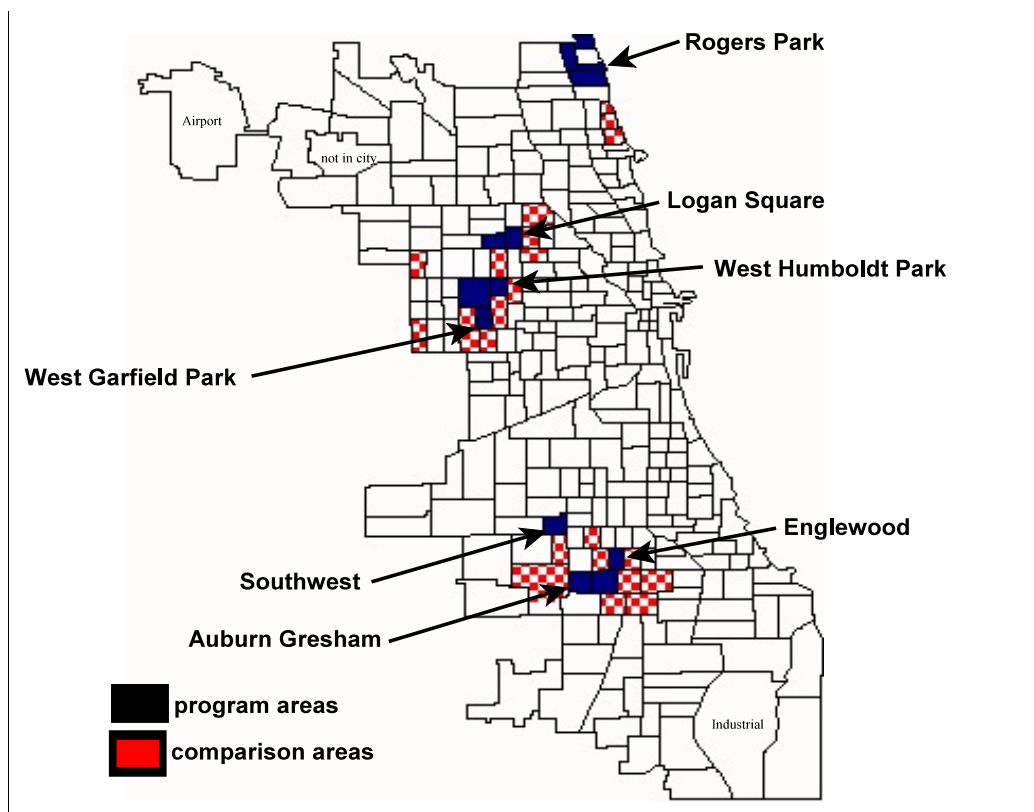 Rogers Park
Airport
not in city
Logan Square
West Humboldt Park
West Garfield Park
Englewood
Southwest
Auburn Gresham
program areas
Industrial
comparison areas